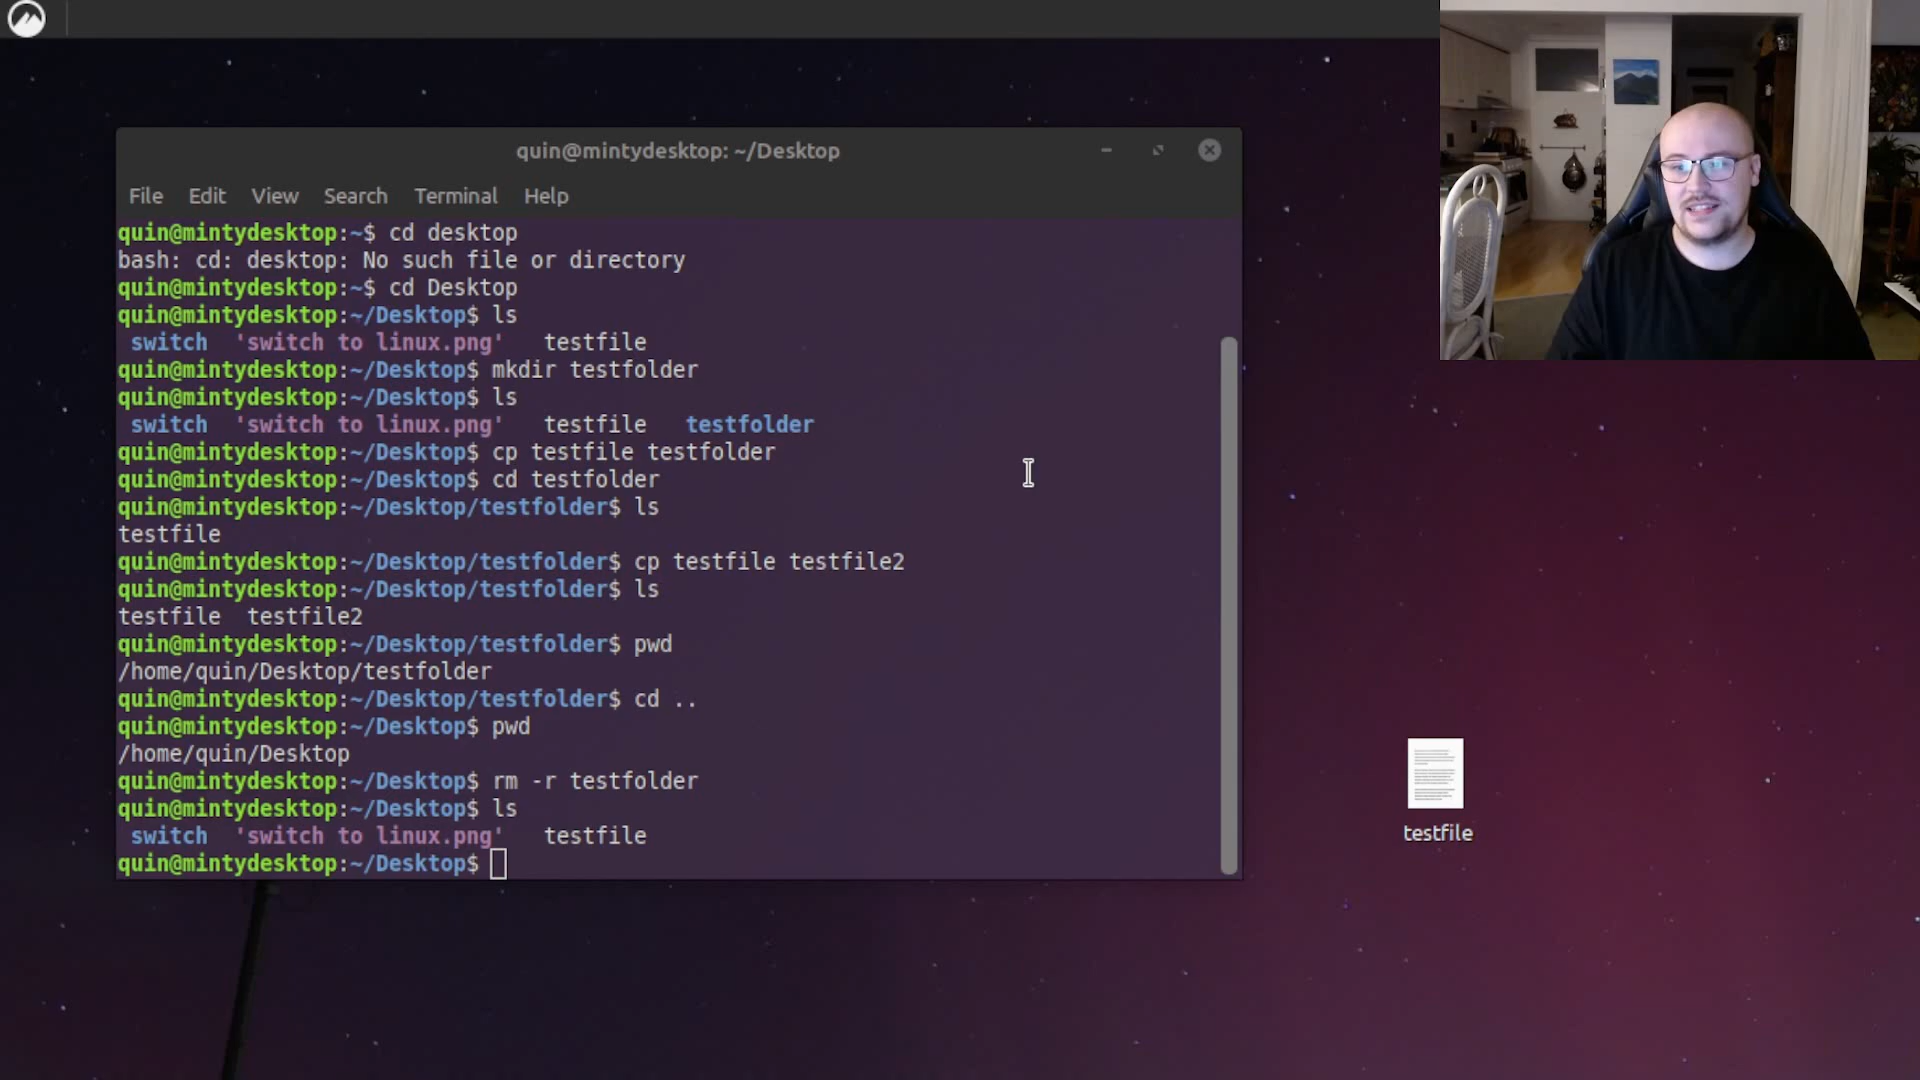 quin@mintydesktop: ~/Desktop
File Edit View Search Terminal Help
quin@mintydesktop:~$ cd desktop
bash: cd: desktop: No such file or directory
quin@mintydesktop:~$ cd Desktop
quin@mintydesktop:~/Desktop$ ls
switch 'switch to linux.png' testfile
quin@mintydesktop:~/Desktop$ mkdir testfolder
quin@mintydesktop:~/Desktop$ ls
switch 'switch to linux.png' testfile testfolder
quin@mintydesktop:~/Desktop$ cp testfile testfolder
quin@mintydesktop:~/Desktop$ cd testfolder
quin@mintydesktop:~/Desktop/testfolder$ ls
testfile
quin@mintydesktop:~/Desktop/testfolder$ cp testfile testfile2
quin@mintydesktop:~/Desktop/testfolder$ ls
testfile testfile2
quin@mintydesktop:~/Desktop/testfolder$ pwd
/home/quin/Desktop/testfolder
quin@mintydesktop:~/Desktop/testfolder$ cd ..
quin@mintydesktop:~/Desktop$ pwd
/home/quin/Desktop
quin@mintydesktop:~/Desktop$ rm -r testfolder
quin@mintydesktop:~/Desktop$ ls
switch 'switch to linux.png' testfile
quin@mintydesktop:~/Desktop$
testfile